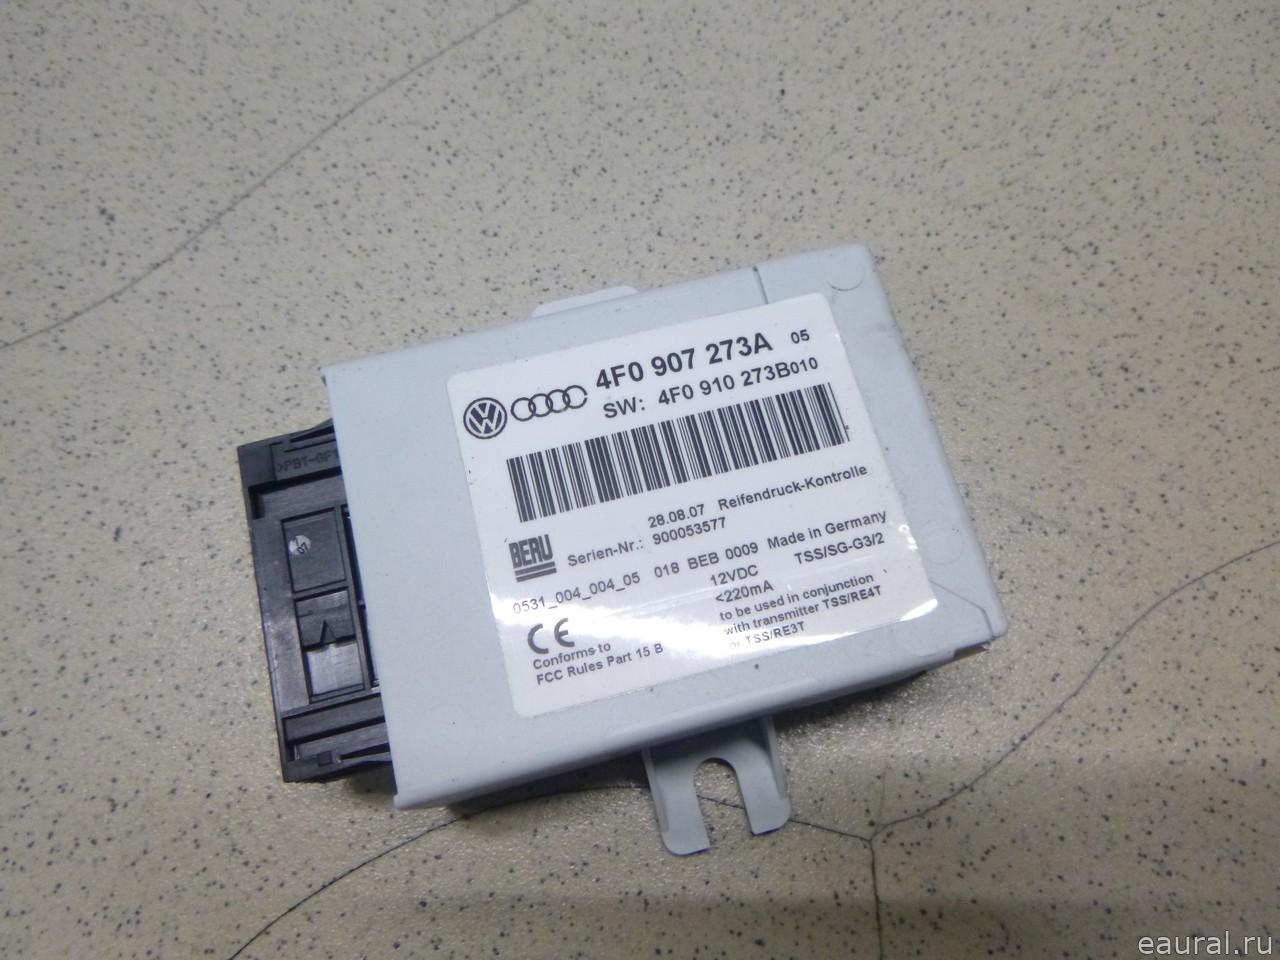 4F0 907 273A 05
SW: 4F0 910 273B010
28.08.07 Reifendruck-Kontrolle
BERU Serien-Nr.: 900053577
0531_004_004_05 018 BEB 0009 Made in Germany
12VDC TSS/SG-G3/2
<220mA
to be used in conjunction
with transmitter TSS/RE4T
or TSS/RE3T
CE
Conforms to
FCC Rules Part 15 B
eaural.ru